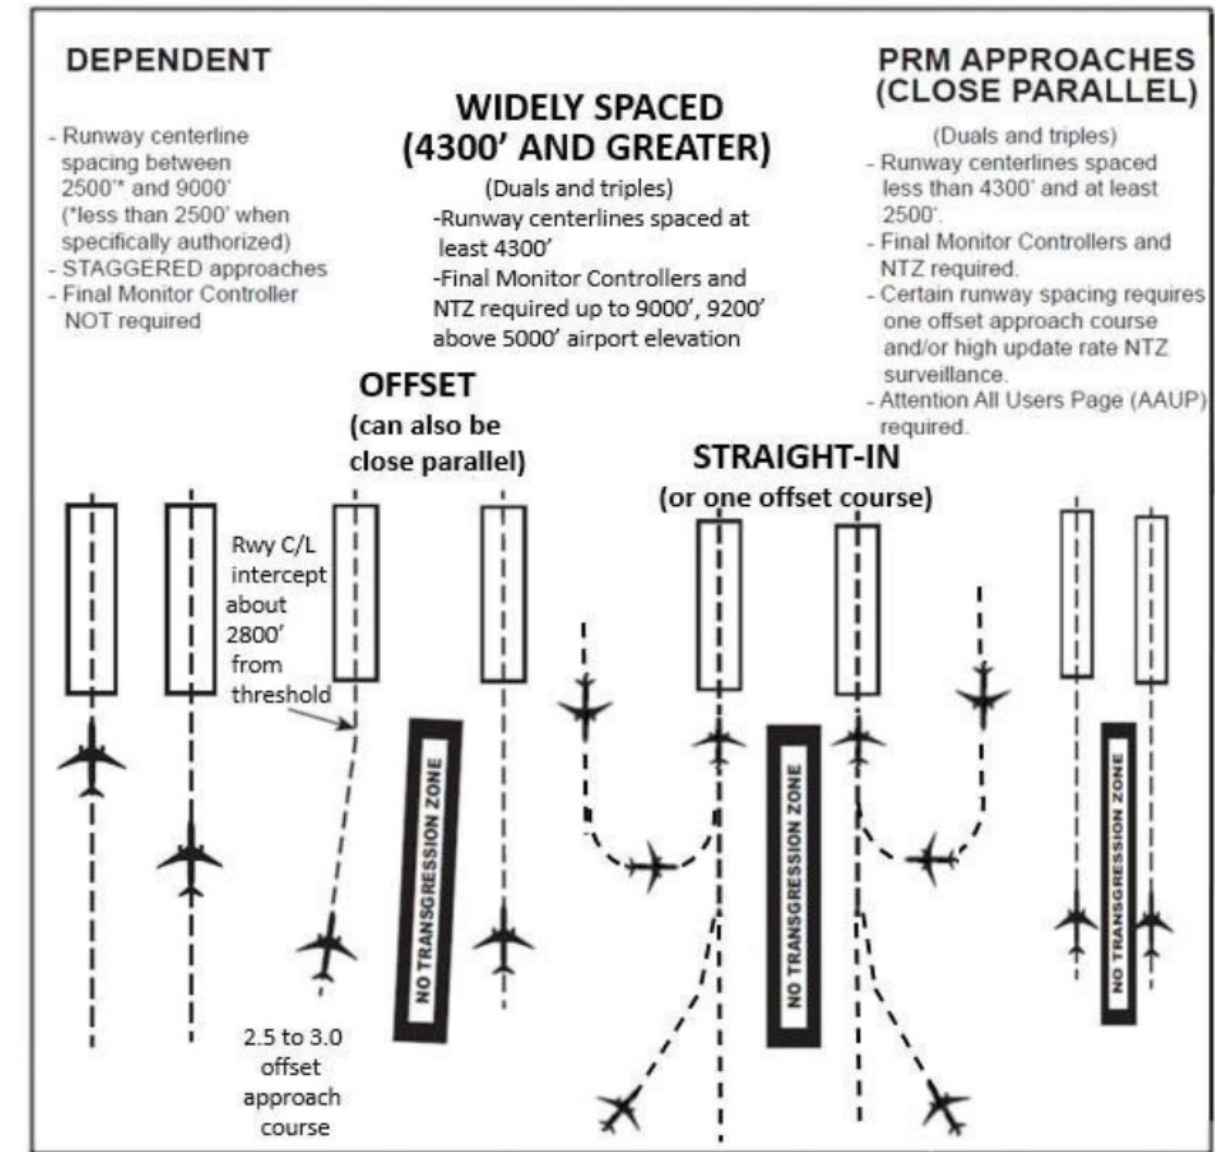 DEPENDENT
- Runway centerline
spacing between
2500'* and 9000'
(*less than 2500' when
specifically authorized)
- STAGGERED approaches
- Final Monitor Controller
NOT required
WIDELY SPACED
(4300' AND GREATER)
(Duals and triples)
-Runway centerlines spaced at
least 4300'
-Final Monitor Controllers and
NTZ required up to 9000', 9200'
above 5000' airport elevation
PRM APPROACHES
(CLOSE PARALLEL)
(Duals and triples)
- Runway centerlines spaced
less than 4300' and at least
2500'.
- Final Monitor Controllers and
NTZ required.
- Certain runway spacing requires
one offset approach course
and/or high update rate NTZ
surveillance.
- Attention All Users Page (AAUP)
required.
OFFSET
(can also be
close parallel)
STRAIGHT-IN
(or one offset course)
Rwy C/L
intercept
about
2800'
from
threshold
NO TRANSGRESSION ZONE
NO TRANSGRESSION ZONE
NO TRANSGRESSION ZONE
2.5 to 3.0
offset
approach
course